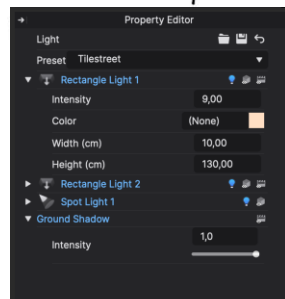 Property Editor
Light
Preset Tilestreet
Rectangle Light 1
Intensity 9,00
Color (None)
Width (cm) 10,00
Height (cm) 130,00
Rectangle Light 2
Spot Light 1
Ground Shadow
Intensity 1,0